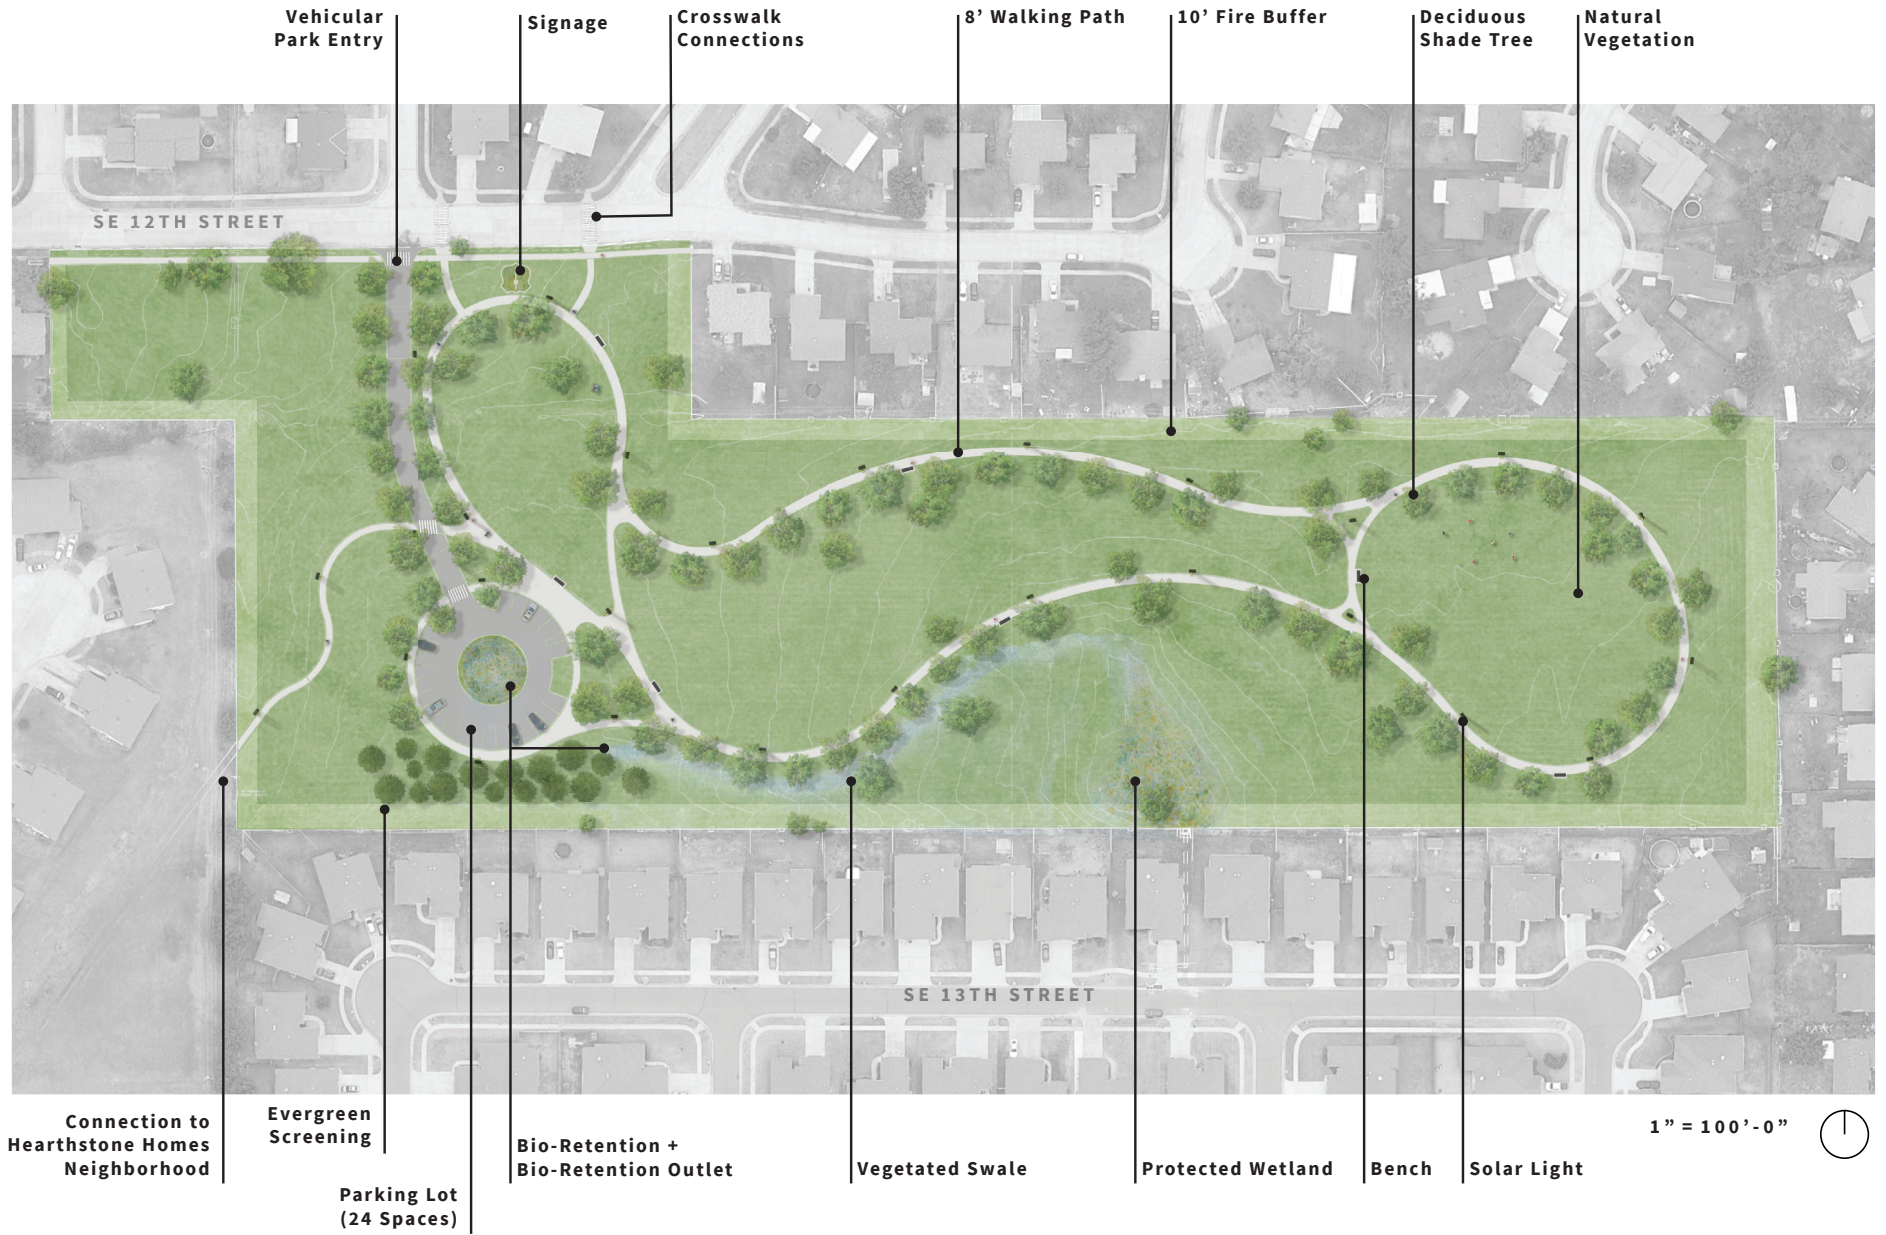 Vehicular
Park Entry
Signage
Crosswalk
Connections
8’ Walking Path
10’ Fire Buffer
Deciduous
Shade Tree
Natural
Vegetation
SE 12TH STREET
SE 13TH STREET
Connection to
Hearthstone Homes
Neighborhood
Evergreen
Screening
Parking Lot
(24 Spaces)
Bio-Retention +
Bio-Retention Outlet
Vegetated Swale
Protected Wetland
Bench
Solar Light
1” = 100’-0”